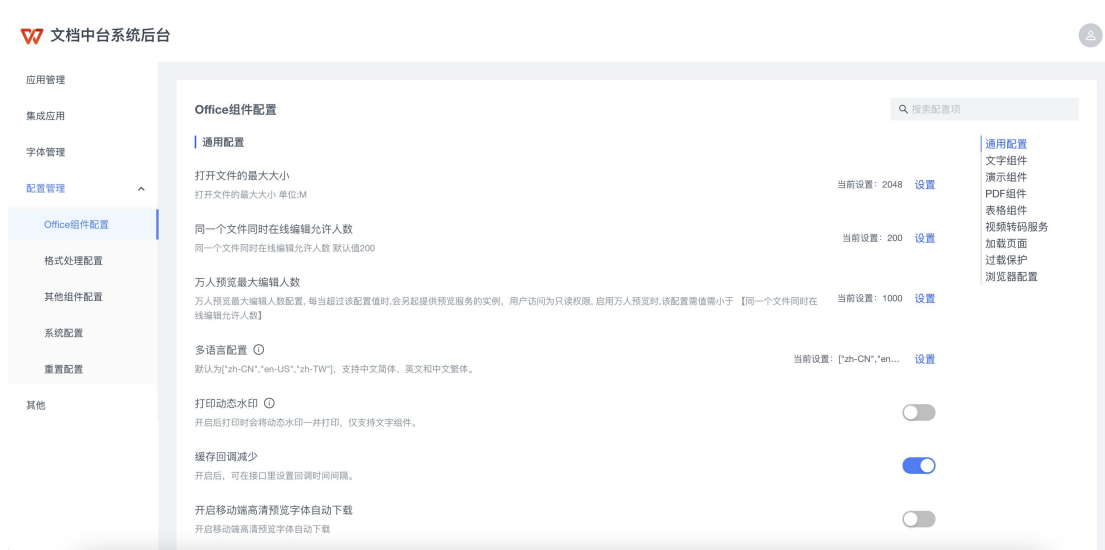 文档中台系统后台
应用管理
集成应用
字体管理
配置管理
Office组件配置
格式处理配置
其他组件配置
系统配置
重置配置
其他
Office组件配置
搜索配置项
通用配置
打开文件的最大大小
打开文件的最大大小 单位:M
当前设置: 2048 设置
同一个文件同时在线编辑允许人数
同一个文件同时在线编辑允许人数 默认值200
当前设置: 200 设置
万人预览最大编辑人数
万人预览最大编辑人数配置, 每当超过该配置值时,会另起提供预览服务的实例, 用户访问为只读权限, 启用万人预览时,该配置需值需小于 【同一个文件同时在
线编辑允许人数】
当前设置: 1000 设置
多语言配置
默认为["zh-CN","en-US","zh-TW"], 支持中文简体、英文和中文繁体。
当前设置: ["zh-CN","en... 设置
打印动态水印
开启后打印时会将动态水印一并打印, 仅支持文字组件。
缓存回调减少
开启后, 可在接口里设置回调时间间隔。
开启移动端高清预览字体自动下载
开启移动端高清预览字体自动下载
通用配置
文字组件
演示组件
PDF组件
表格组件
视频转码服务
加载页面
过载保护
浏览器配置